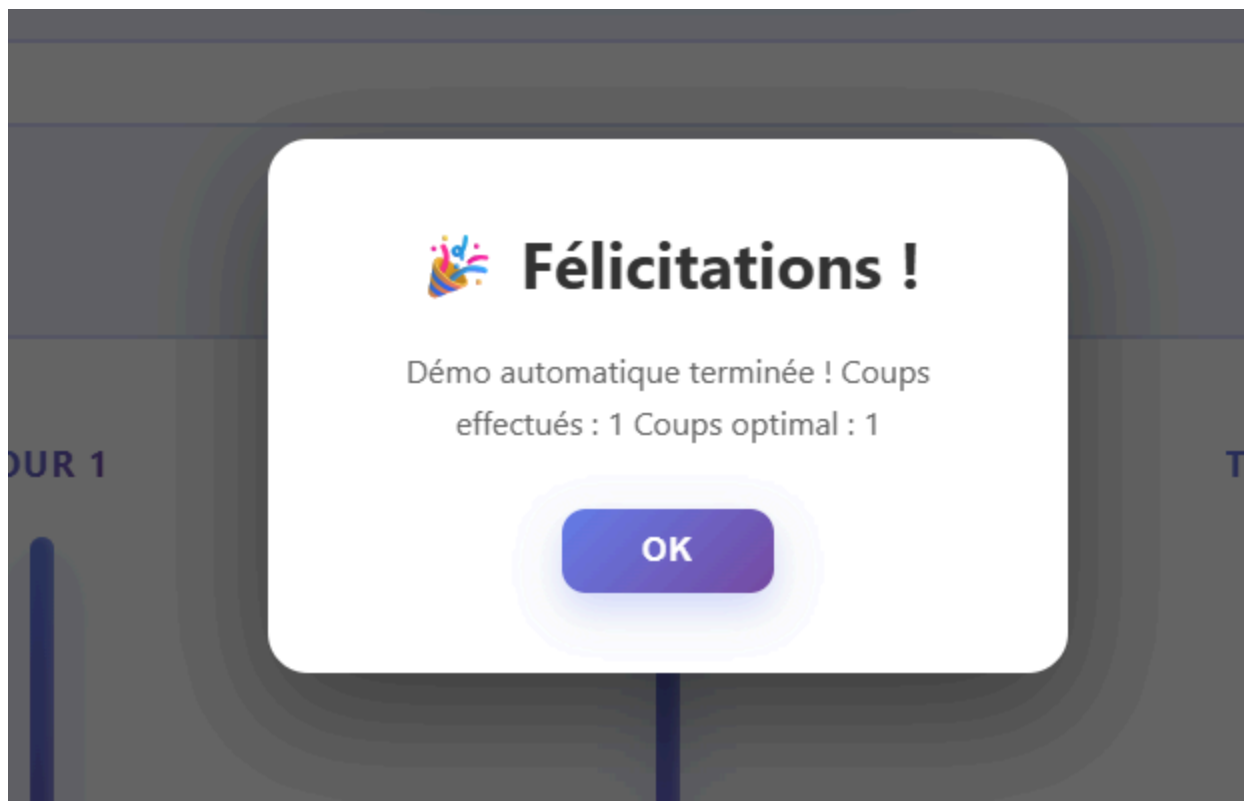 🎉 Félicitations !
Démo automatique terminée ! Coups
effectués : 1 Coups optimal : 1
OUR 1
T
OK